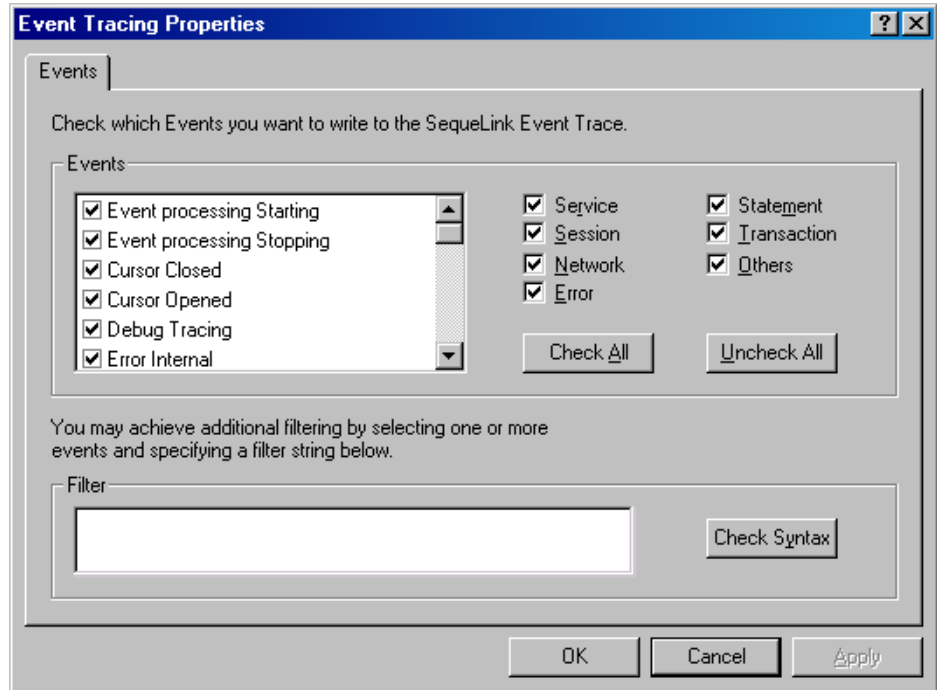 Event Tracing Properties
Events
Check which Events you want to write to the SequeLink Event Trace.
Events
Event processing Starting
Event processing Stopping
Cursor Closed
Cursor Opened
Debug Tracing
Error Internal
Service
Session
Network
Error
Statement
Transaction
Others
Check All
Uncheck All
You may achieve additional filtering by selecting one or more
events and specifying a filter string below.
Filter
Check Syntax
OK
Cancel
Apply